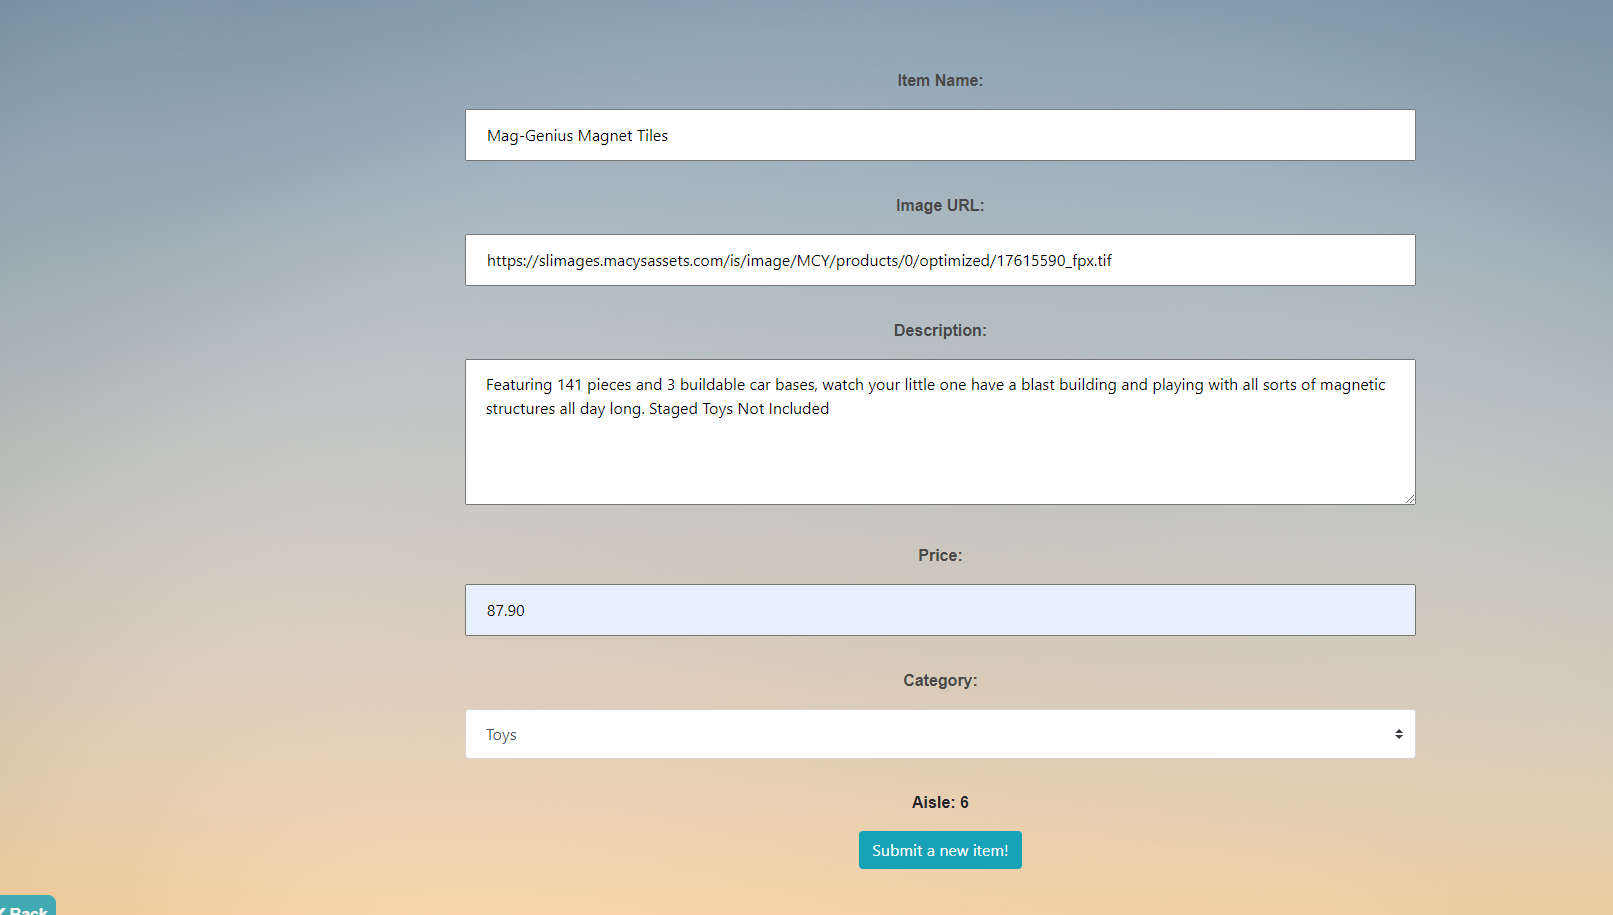 Item Name:
Mag-Genius Magnet Tiles
Image URL:
https://slimages.macysassets.com/is/image/MCY/products/0/optimized/17615590_fpx.tif
Description:
Featuring 141 pieces and 3 buildable car bases, watch your little one have a blast building and playing with all sorts of magnetic
structures all day long. Staged Toys Not Included
Price:
87.90
Category:
Toys
Aisle: 6
Submit a new item!
Back